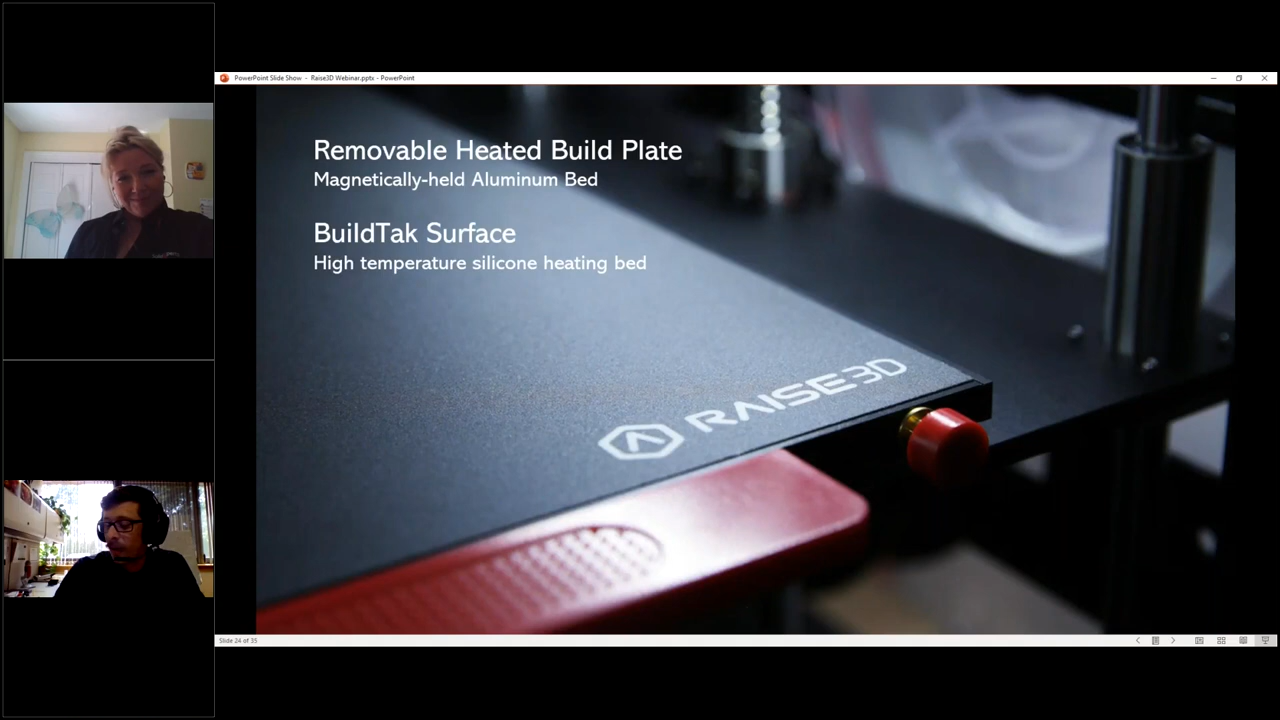 PowerPoint Slide Show - Raise3D Webinar.pptx - PowerPoint
Removable Heated Build Plate
Magnetically-held Aluminum Bed
BuildTak Surface
High temperature silicone heating bed
RAISE3D
Slide 24 of 35